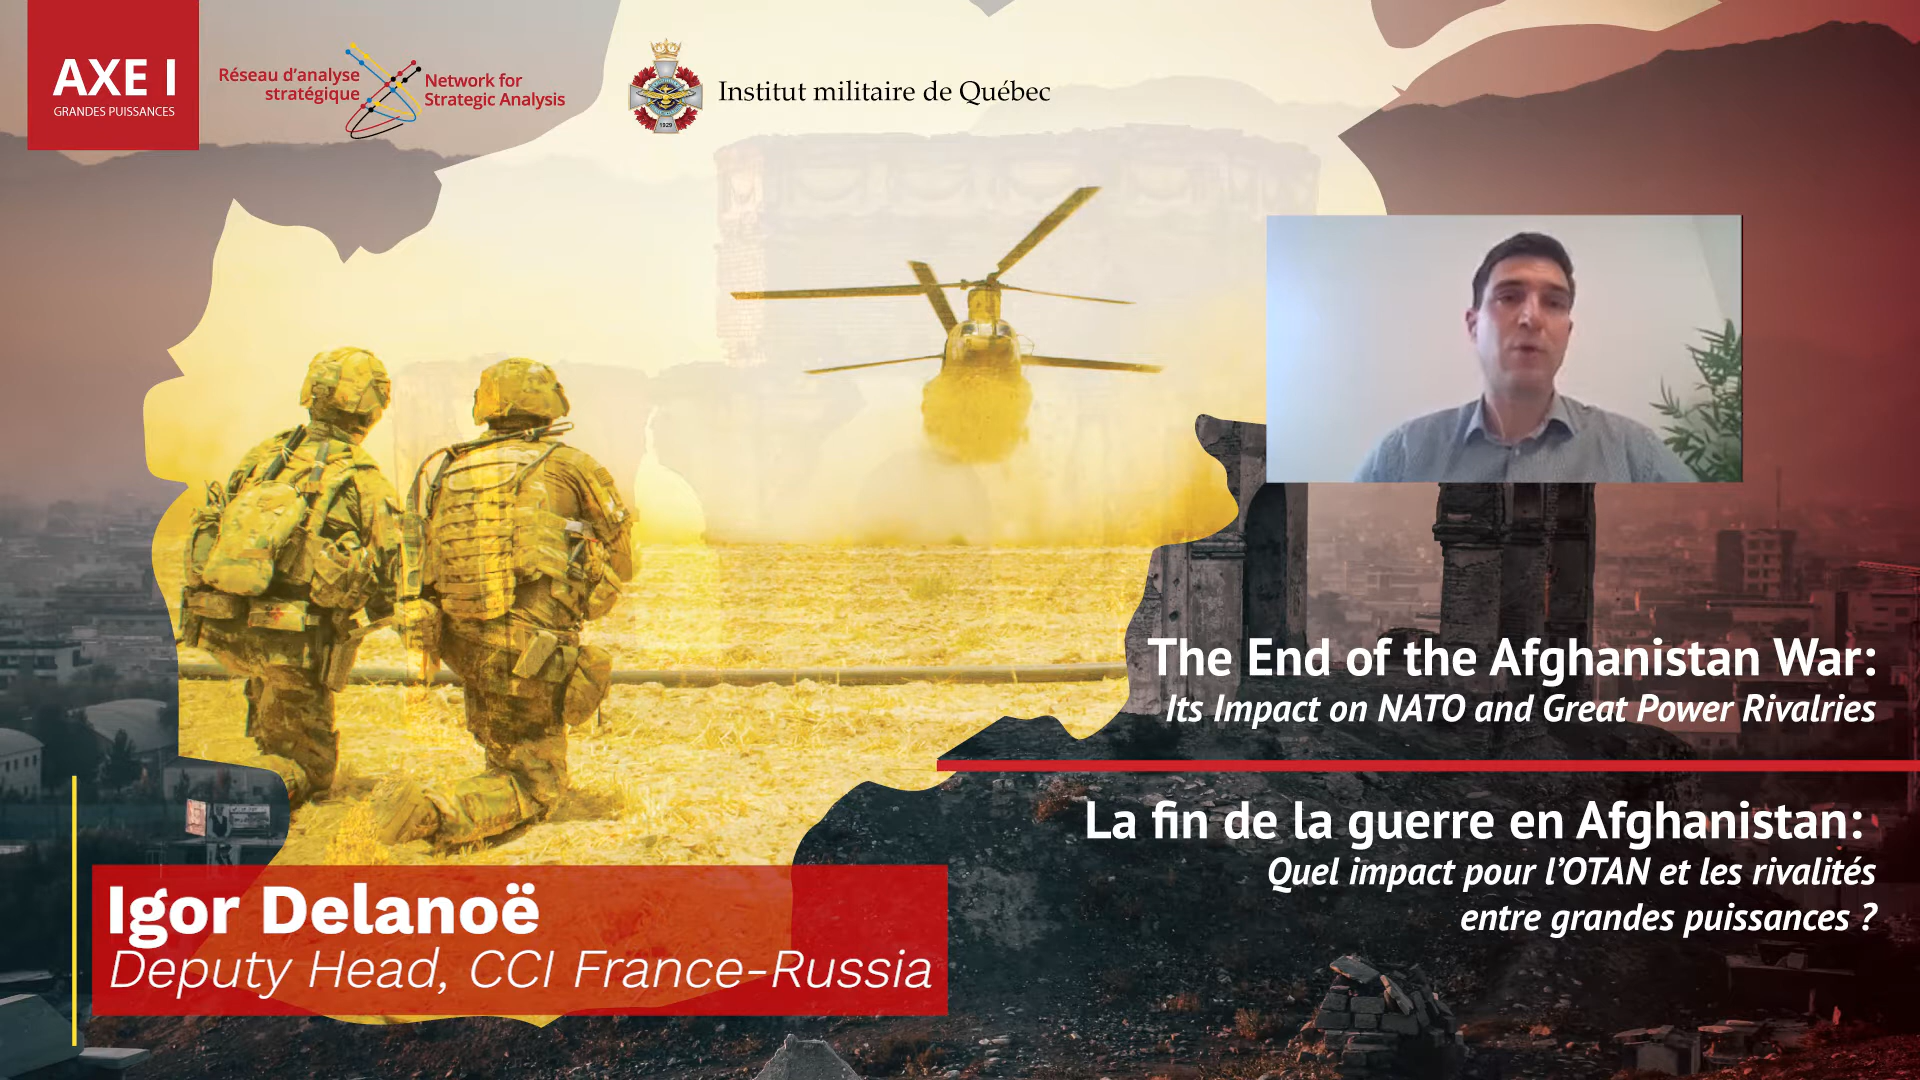 AXE I
GRANDES PUISSANCES
Réseau d'analyse
stratégique
Network for
Strategic Analysis
1929
Institut militaire de Québec
The End of the Afghanistan War:
Its Impact on NATO and Great Power Rivalries
La fin de la guerre en Afghanistan:
Quel impact pour l'OTAN et les rivalités
entre grandes puissances ?
Igor Delanoë
Deputy Head, CCI France-Russia